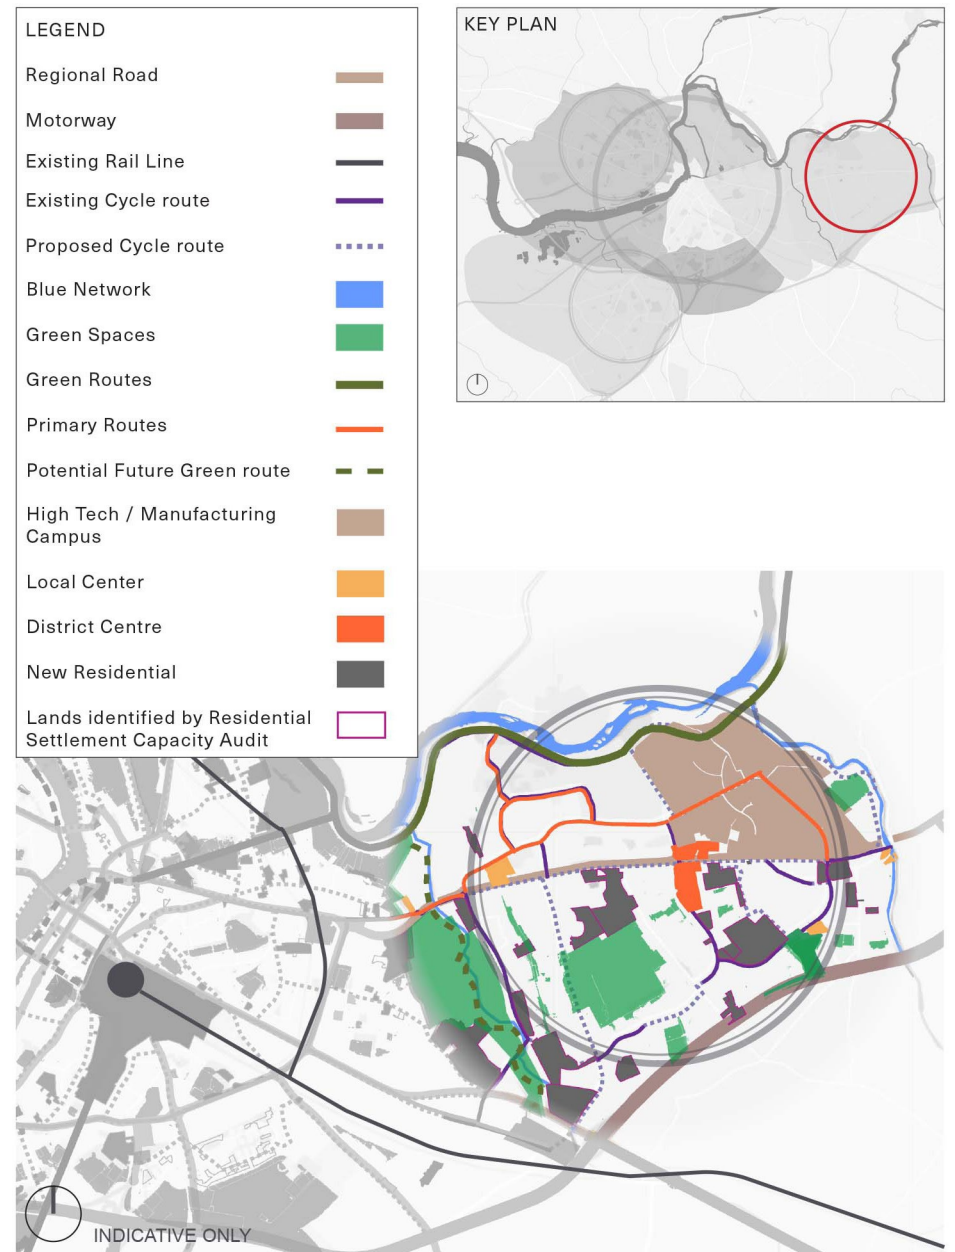 LEGEND
Regional Road
Motorway
Existing Rail Line
Existing Cycle route
Proposed Cycle route
Blue Network
Green Spaces
Green Routes
Primary Routes
Potential Future Green route
High Tech / Manufacturing
Campus
Local Center
District Centre
New Residential
Lands identified by Residential
Settlement Capacity Audit
KEY PLAN
INDICATIVE ONLY